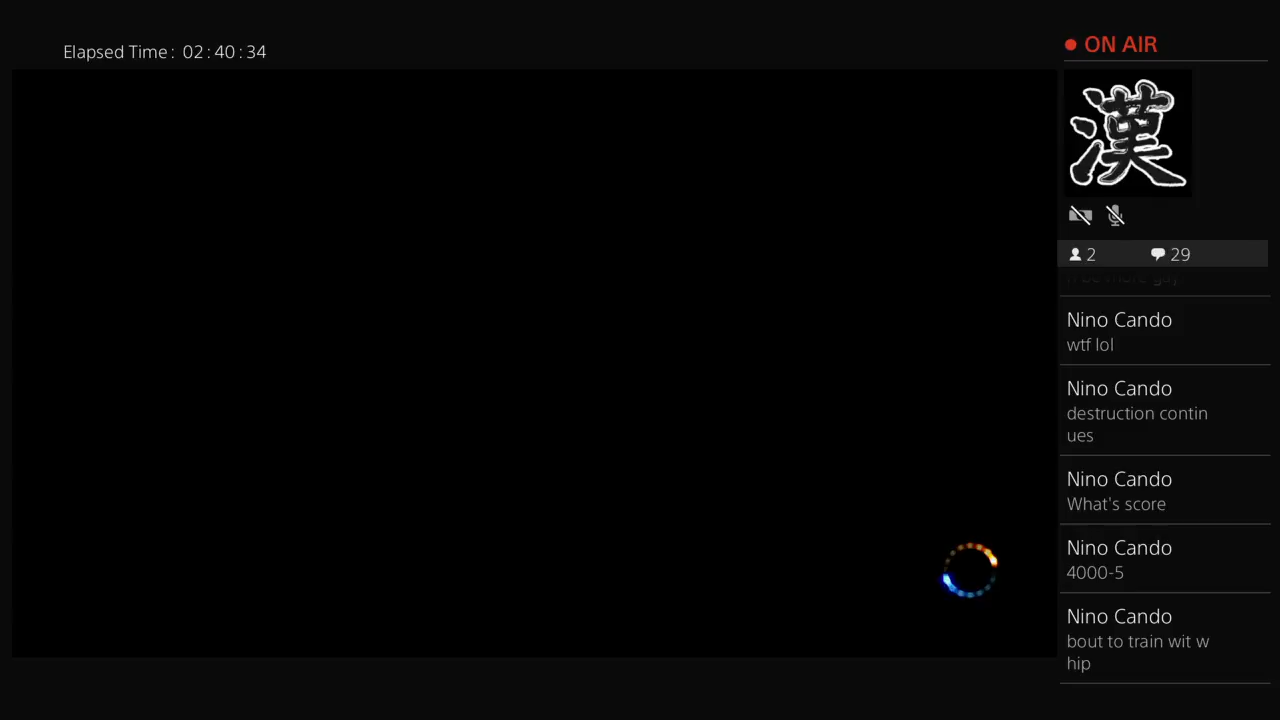 Elapsed Time: 02:40:34
ON AIR
漢
2 29
Nino Cando
wtf lol
Nino Cando
destruction contin
ues
Nino Cando
What's score
Nino Cando
4000-5
Nino Cando
bout to train wit w
hip